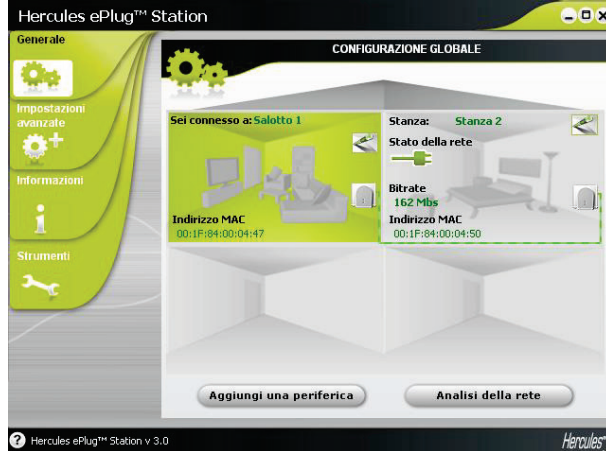 Hercules ePlug™ Station
Generale
Impostazioni
avanzate
Informazioni
Strumenti
CONFIGURAZIONE GLOBALE
Sei connesso a: Salotto 1
Indirizzo MAC
00:1F:84:00:04:47
Stanza: Stanza 2
Stato della rete
Bitrate
162 Mbs
Indirizzo MAC
00:1F:84:00:04:50
Aggiungi una periferica
Analisi della rete
? Hercules ePlug™ Station v 3.0
Hercules